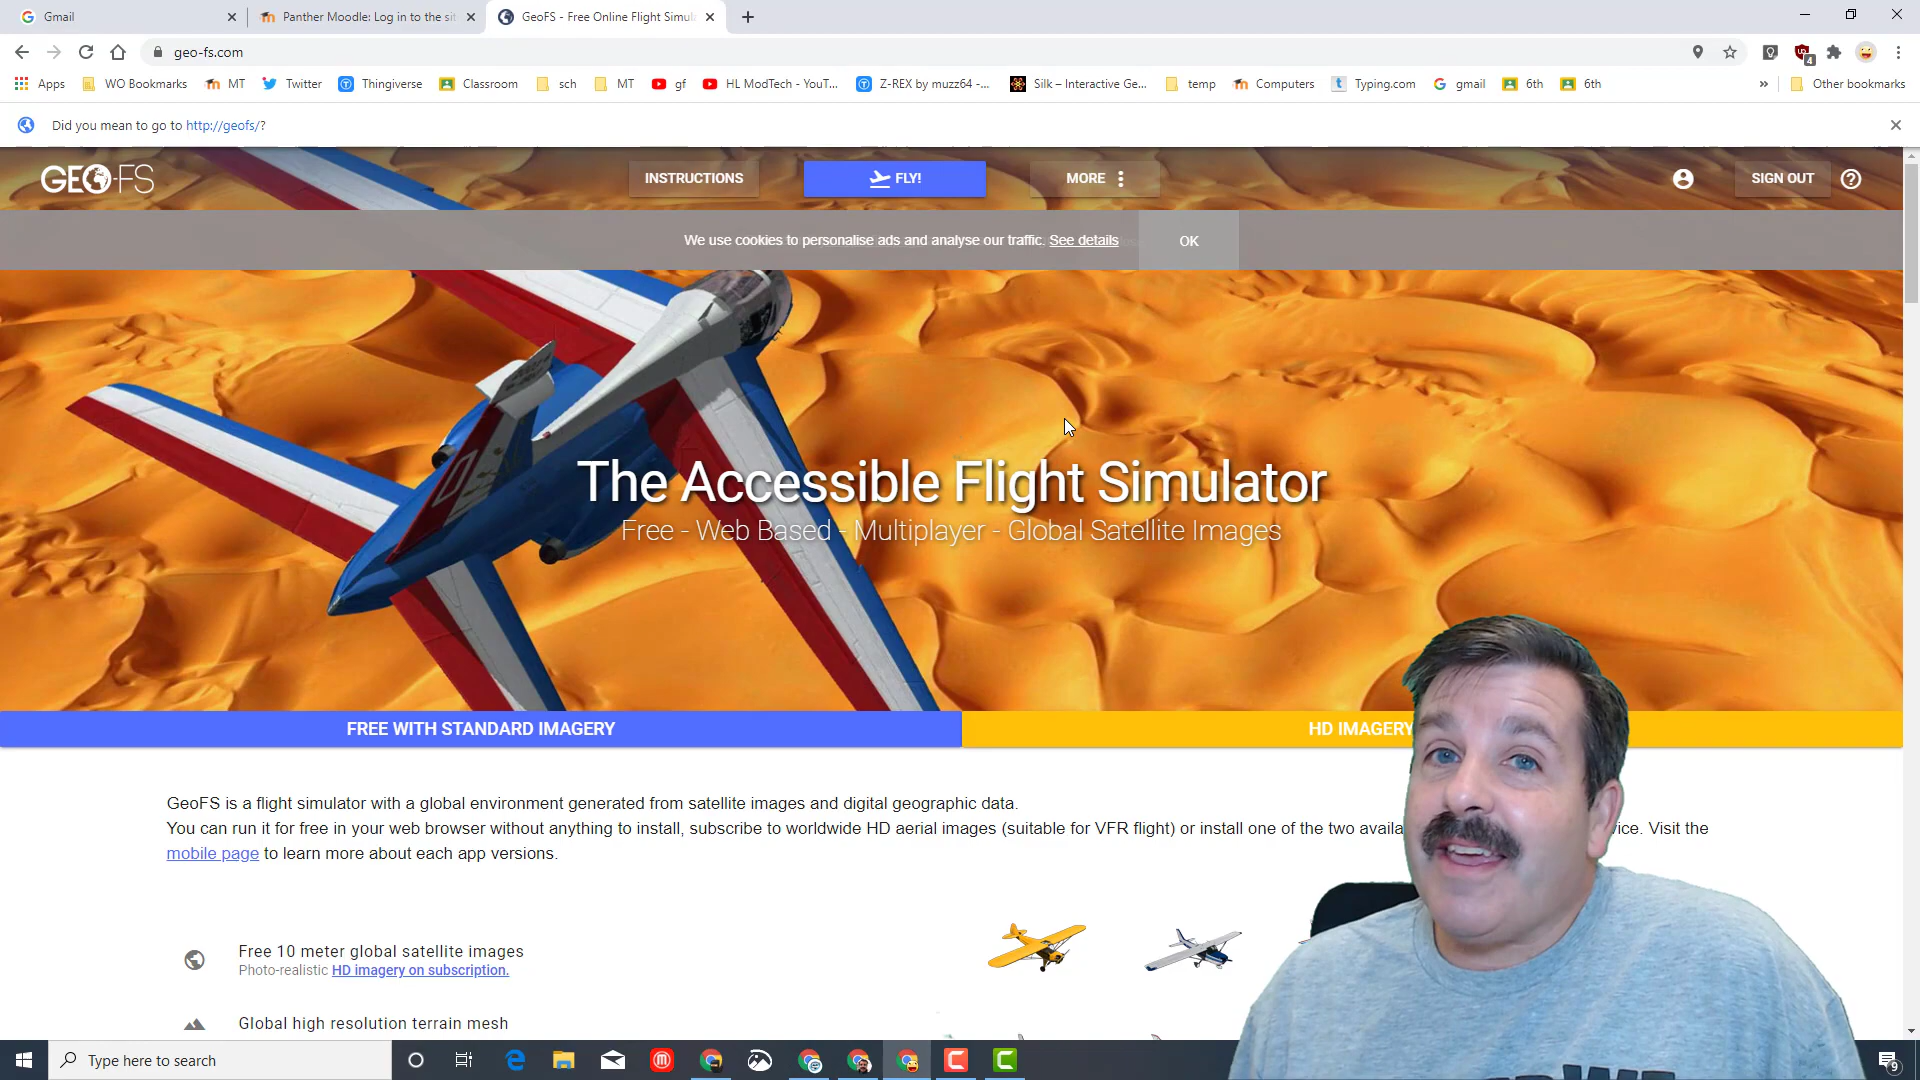 Gmail
Panther Moodle: Log in to the sit
GeoFS - Free Online Flight Simul
geo-fs.com
4
Apps
WO Bookmarks
MT
Twitter
Thingiverse
Classroom
sch
MT
gf
HL ModTech - YouT...
Z-REX by muzz64 -...
Silk – Interactive Ge...
temp
Computers
Typing.com
gmail
6th
6th
Other bookmarks
Did you mean to go to http://geofs/?
GEO-FS
INSTRUCTIONS
FLY!
MORE
SIGN OUT
We use cookies to personalise ads and analyse our traffic. See details
OK
The Accessible Flight Simulator
Free - Web Based - Multiplayer - Global Satellite Images
FREE WITH STANDARD IMAGERY
HD IMAGERY
GeoFS is a flight simulator with a global environment generated from satellite images and digital geographic data.
You can run it for free in your web browser without anything to install, subscribe to worldwide HD aerial images (suitable for VFR flight) or install one of the two availa vice. Visit the
mobile page to learn more about each app versions.
Free 10 meter global satellite images
Photo-realistic HD imagery on subscription.
Global high resolution terrain mesh
Type here to search
9